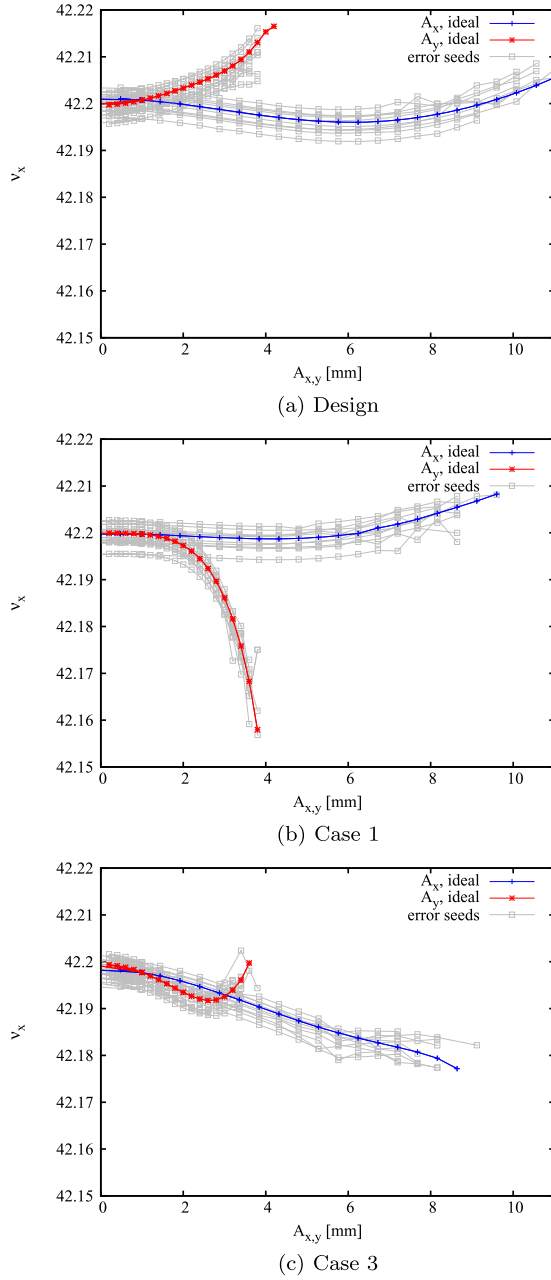 42.22
42.21
42.2
42.19
42.18
42.17
42.16
42.15
ν_x
A_x, ideal
A_y, ideal
error seeds
0 2 4 6 8 10
A_x,y [mm]
(a) Design
42.22
42.21
42.2
42.19
42.18
42.17
42.16
42.15
ν_x
A_x, ideal
A_y, ideal
error seeds
0 2 4 6 8 10
A_x,y [mm]
(b) Case 1
42.22
42.21
42.2
42.19
42.18
42.17
42.16
42.15
ν_x
A_x, ideal
A_y, ideal
error seeds
0 2 4 6 8 10
A_x,y [mm]
(c) Case 3